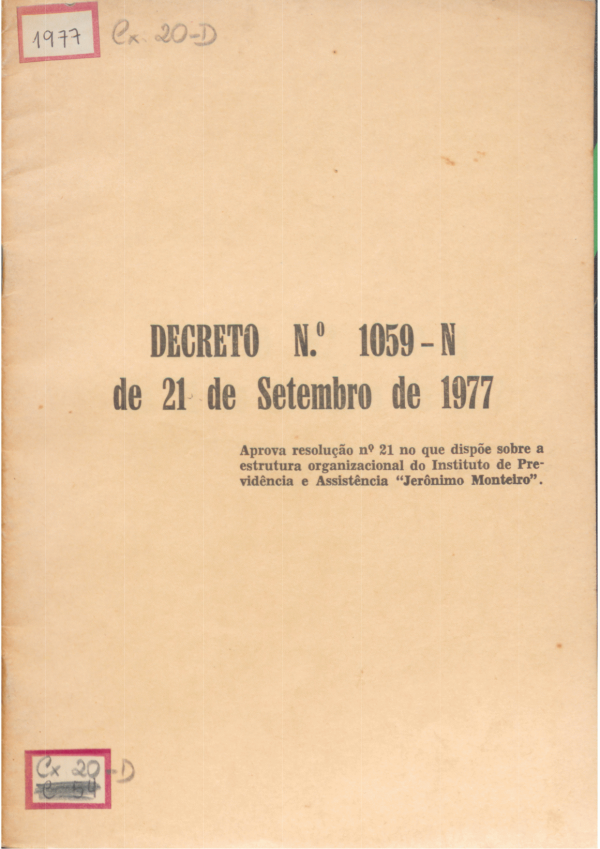 1977 Cx. 20-D
DECRETO N.º 1059-N
de 21 de Setembro de 1977
Aprova resolução nº 21 no que dispõe sobre a
estrutura organizacional do Instituto de Pre-
vidência e Assistência “Jerônimo Monteiro”.
Cx 20-D
C 54